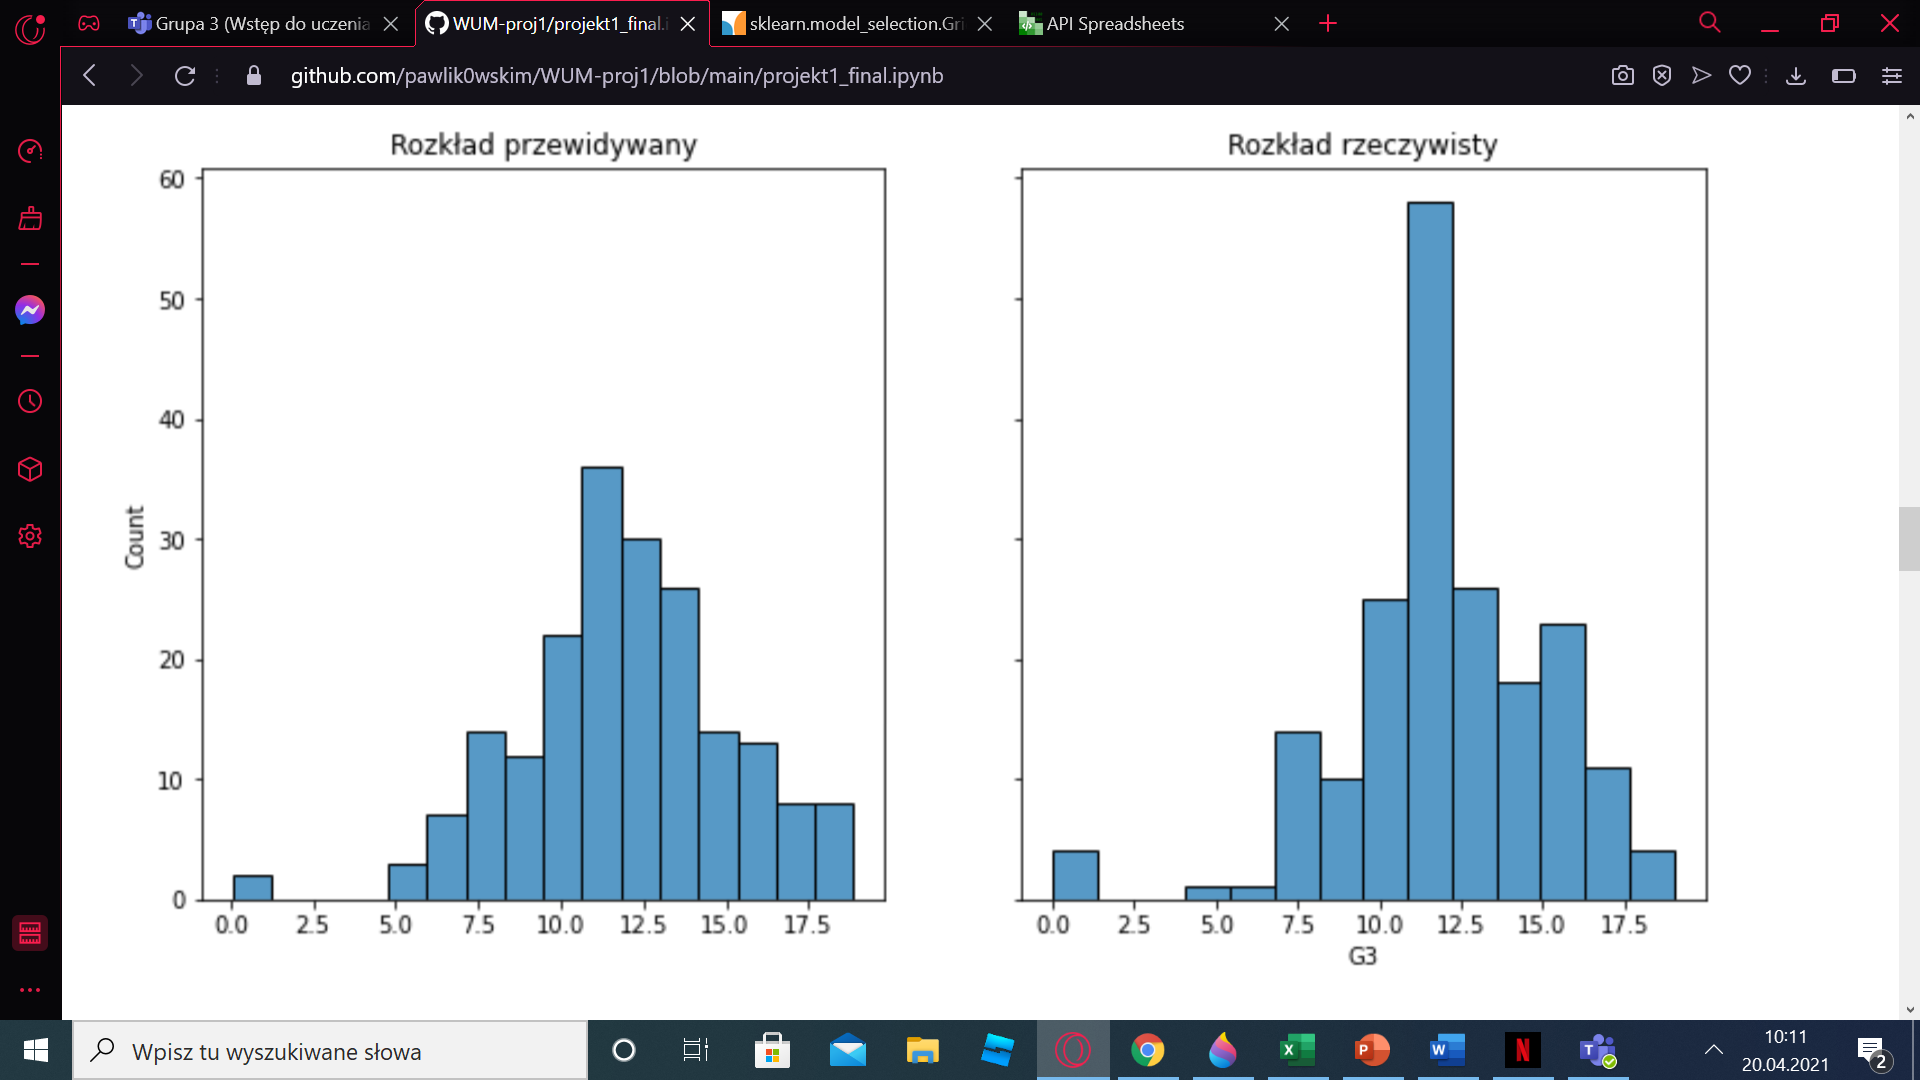 Grupa 3 (Wstęp do uczenia
WUM-proj1/projekt1_final.i
sklearn.model_selection.Gri
API Spreadsheets
github.com/pawlik0wskim/WUM-proj1/blob/main/projekt1_final.ipynb
Rozkład przewidywany
Rozkład rzeczywisty
60
50
40
30
20
10
0
Count
0.0 2.5 5.0 7.5 10.0 12.5 15.0 17.5
0.0 2.5 5.0 7.5 10.0 12.5 15.0 17.5
G3
Wpisz tu wyszukiwane słowa
10:11
20.04.2021
2